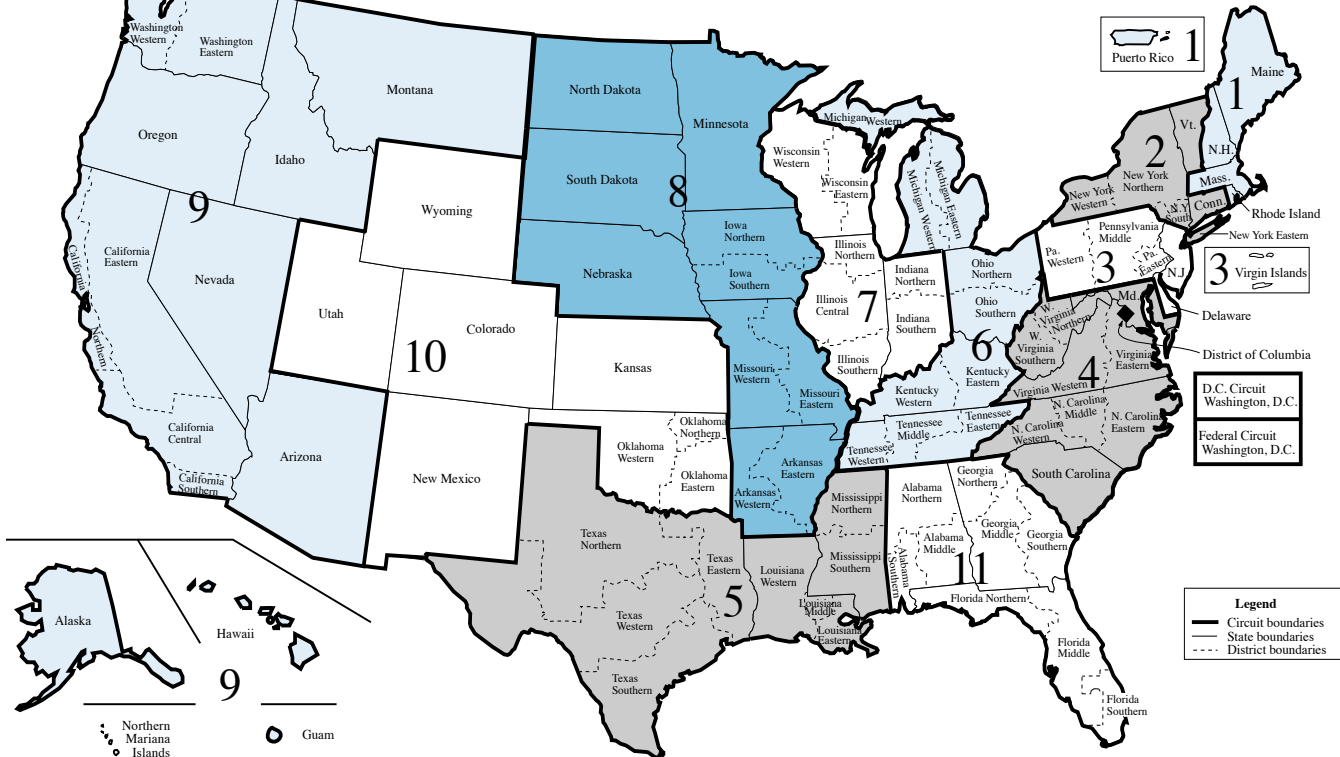 Washington
Western
Washington
Eastern
Montana
Oregon
Idaho
9
Wyoming
California
Eastern
California
Northern
Nevada
Utah
Colorado
10
California
Central
California
Southern
Arizona
New Mexico
North Dakota
Minnesota
South Dakota
8
Nebraska
Iowa
Northern
Iowa
Southern
Kansas
Missouri
Western
Missouri
Eastern
Oklahoma
Northern
Oklahoma
Western
Oklahoma
Eastern
Arkansas
Eastern
Arkansas
Western
Texas
Northern
Texas
Eastern
Texas
Western
Texas
Southern
5
Louisiana
Western
Louisiana
Middle
Louisiana
Eastern
Mississippi
Northern
Mississippi
Southern
Michigan Western
Wisconsin
Western
Wisconsin
Eastern
Michigan Western
Michigan Eastern
Illinois
Northern
Illinois
Central
Illinois
Southern
7
Indiana
Northern
Indiana
Southern
Ohio
Northern
Ohio
Southern
6
Kentucky
Western
Kentucky
Eastern
Tennessee
Western
Tennessee
Middle
Tennessee
Eastern
Alabama
Northern
Alabama
Middle
Alabama
Southern
Georgia
Northern
Georgia
Middle
Georgia
Southern
11
Florida Northern
Florida
Middle
Florida
Southern
Puerto Rico 1
Maine
1
Vt.
N.H.
2
New York
Northern
New York
Western
N.Y.
South
Mass.
Conn.
Rhode Island
New York Eastern
Pennsylvania
Middle
Pa.
Western
Pa.
Eastern
3
N.J.
3 Virgin Islands
Md.
Delaware
District of Columbia
W.
Virginia
Northern
W.
Virginia
Southern
Virginia
Eastern
Virginia Western
4
N. Carolina
Middle
N. Carolina
Western
N. Carolina
Eastern
South Carolina
D.C. Circuit
Washington, D.C.
Federal Circuit
Washington, D.C.
Alaska
Hawaii
9
Northern
Mariana
Islands
Guam
Legend
Circuit boundaries
State boundaries
District boundaries